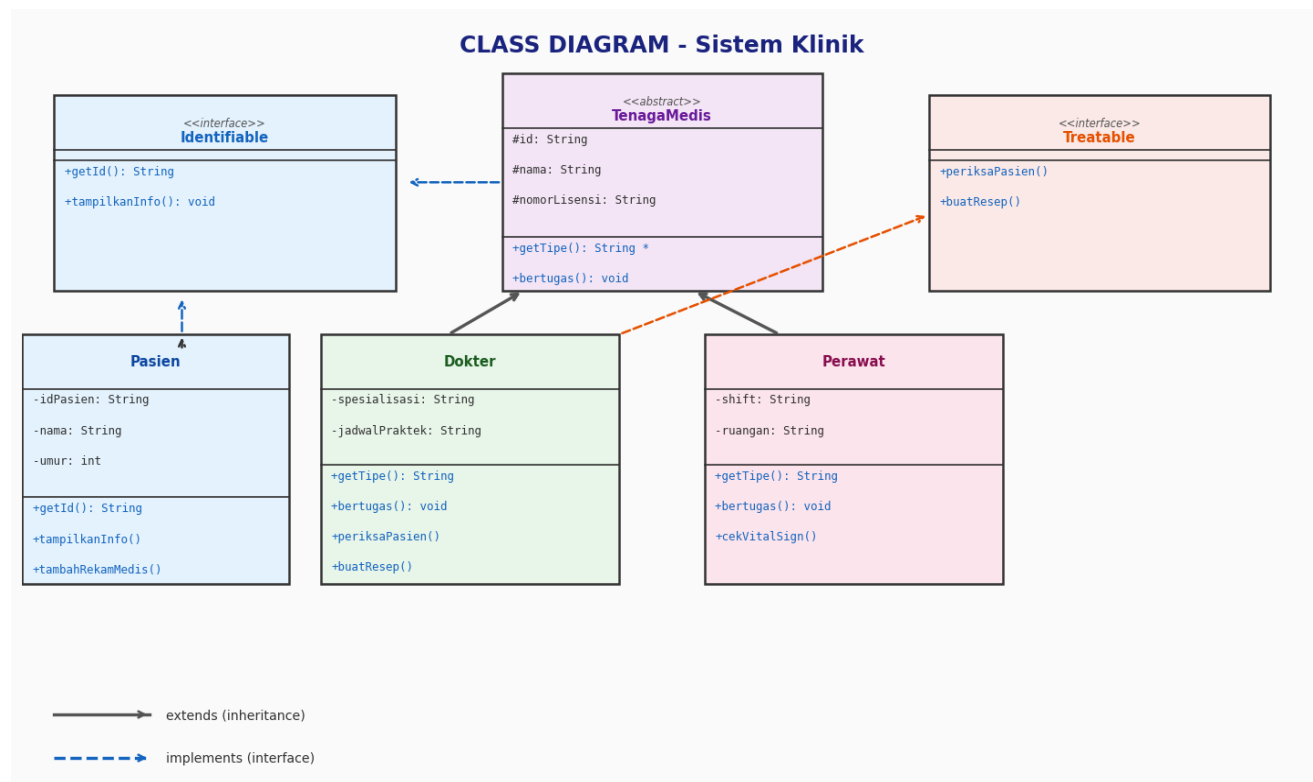 CLASS DIAGRAM - Sistem Klinik
<<interface>>
Identifiable
+getId(): String
+tampilkanInfo(): void
<<abstract>>
TenagaMedis
#id: String
#nama: String
#nomorLisensi: String
+getTipe(): String *
+bertugas(): void
<<interface>>
Treatable
+periksaPasien()
+buatResep()
Pasien
-idPasien: String
-nama: String
-umur: int
+getId(): String
+tampilkanInfo()
+tambahRekamMedis()
Dokter
-spesialisasi: String
-jadwalPraktek: String
+getTipe(): String
+bertugas(): void
+periksaPasien()
+buatResep()
Perawat
-shift: String
-ruangan: String
+getTipe(): String
+bertugas(): void
+cekVitalSign()
extends (inheritance)
implements (interface)